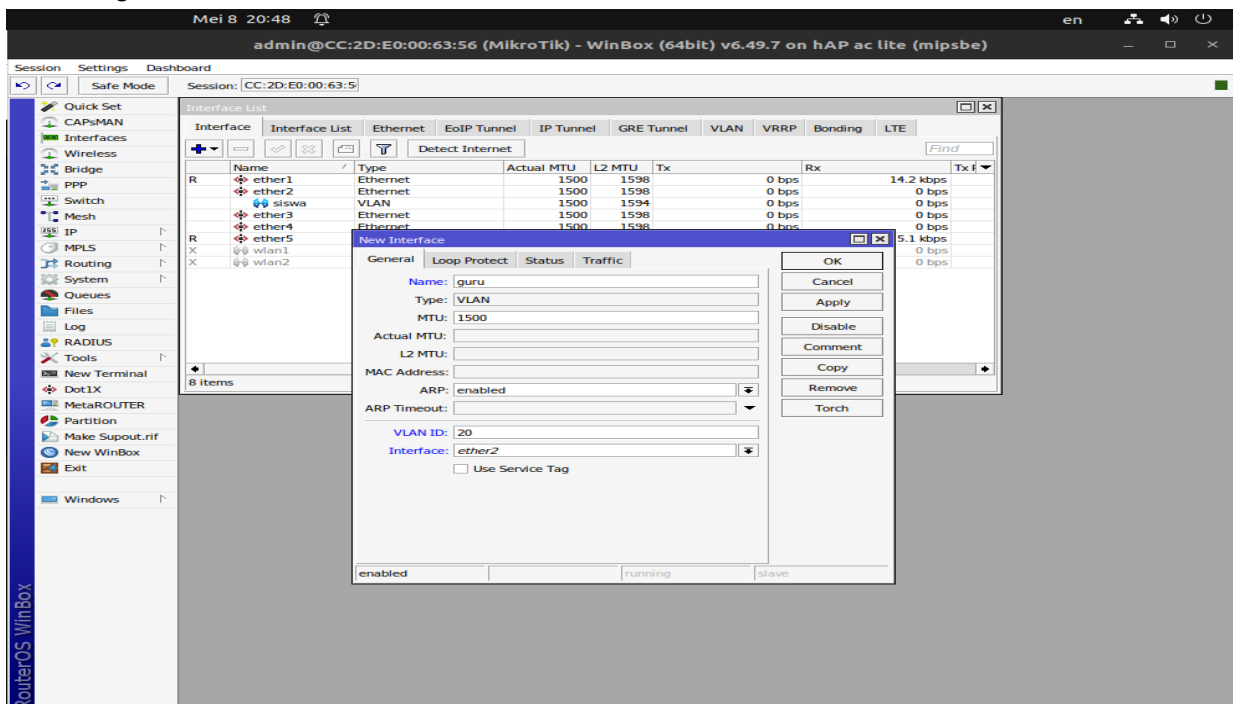 Mei 8 20:48 en
admin@CC:2D:E0:00:63:56 (MikroTik) - WinBox (64bit) v6.49.7 on hAP ac lite (mipsbe)
Session Settings Dashboard
Safe Mode Session: CC:2D:E0:00:63:5
Quick Set
CAPsMAN
Interfaces
Wireless
Bridge
PPP
Switch
Mesh
IP
MPLS
Routing
System
Queues
Files
Log
RADIUS
Tools
New Terminal
Dot1X
MetaROUTER
Partition
Make Supout.rif
New WinBox
Exit
Windows
RouterOS WinBox
Interface List
Interface Interface List Ethernet EoIP Tunnel IP Tunnel GRE Tunnel VLAN VRRP Bonding LTE
Detect Internet Find
Name Type Actual MTU L2 MTU Tx Rx Tx
R ether1 Ethernet 1500 1598 0 bps 14.2 kbps
ether2 Ethernet 1500 1598 0 bps 0 bps
siswa VLAN 1500 1594 0 bps 0 bps
ether3 Ethernet 1500 1598 0 bps 0 bps
ether4 Ethernet 1500 1598 0 bps 0 bps
R ether5 5.1 kbps
X wlan1 0 bps
X wlan2 0 bps
8 items
New Interface
General Loop Protect Status Traffic
Name: guru
Type: VLAN
MTU: 1500
Actual MTU:
L2 MTU:
MAC Address:
ARP: enabled
ARP Timeout:
VLAN ID: 20
Interface: ether2
Use Service Tag
OK
Cancel
Apply
Disable
Comment
Copy
Remove
Torch
enabled running slave